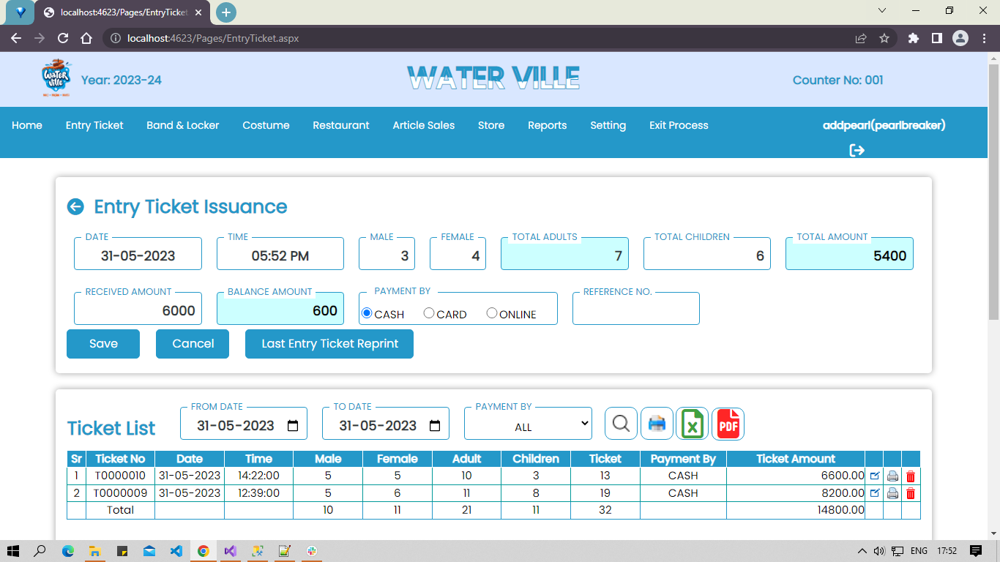 localhost:4623/Pages/EntryTicket
localhost:4623/Pages/EntryTicket.aspx
WATER ville
Year: 2023-24
WATER VILLE
Counter No: 001
Home Entry Ticket Band & Locker Costume Restaurant Article Sales Store Reports Setting Exit Process addpearl(pearlbreaker)
Entry Ticket Issuance
DATE TIME MALE FEMALE TOTAL ADULTS TOTAL CHILDREN TOTAL AMOUNT
31-05-2023 05:52 PM 3 4 7 6 5400
RECEIVED AMOUNT BALANCE AMOUNT PAYMENT BY REFERENCE NO.
6000 600 CASH CARD ONLINE
Save Cancel Last Entry Ticket Reprint
FROM DATE TO DATE PAYMENT BY
Ticket List 31-05-2023 31-05-2023 ALL X PDF
Sr Ticket No Date Time Male Female Adult Children Ticket Payment By Ticket Amount
1 T0000010 31-05-2023 14:22:00 5 5 10 3 13 CASH 6600.00
2 T0000009 31-05-2023 12:39:00 5 6 11 8 19 CASH 8200.00
Total 10 11 21 11 32 14800.00
ENG 17:52